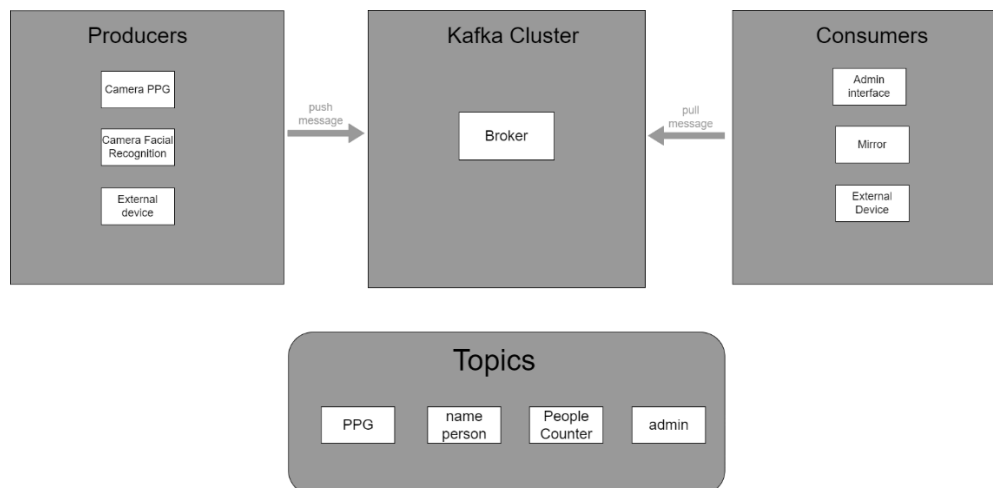 Producers
Camera PPG
Camera Facial
Recognition
External
device
push
message
Kafka Cluster
Broker
pull
message
Consumers
Admin
interface
Mirror
External
Device
Topics
PPG
name
person
People
Counter
admin